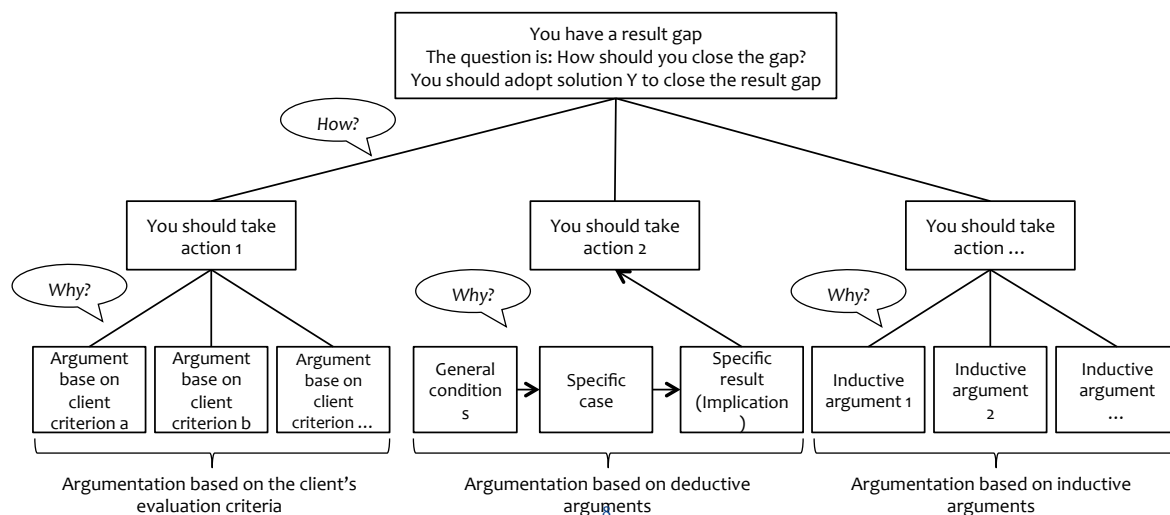 You have a result gap
The question is: How should you close the gap?
You should adopt solution Y to close the result gap
How?
You should take
action 1
You should take
action 2
You should take
action …
Why?
Why?
Why?
Argument
base on
client
criterion a
Argument
base on
client
criterion b
Argument
base on
client
criterion …
General
condition
s
Specific
case
Specific
result
(Implication
)
Inductive
argument 1
Inductive
argument
2
Inductive
argument
…
Argumentation based on the client’s
evaluation criteria
Argumentation based on deductive
arguments
Argumentation based on inductive
arguments
8